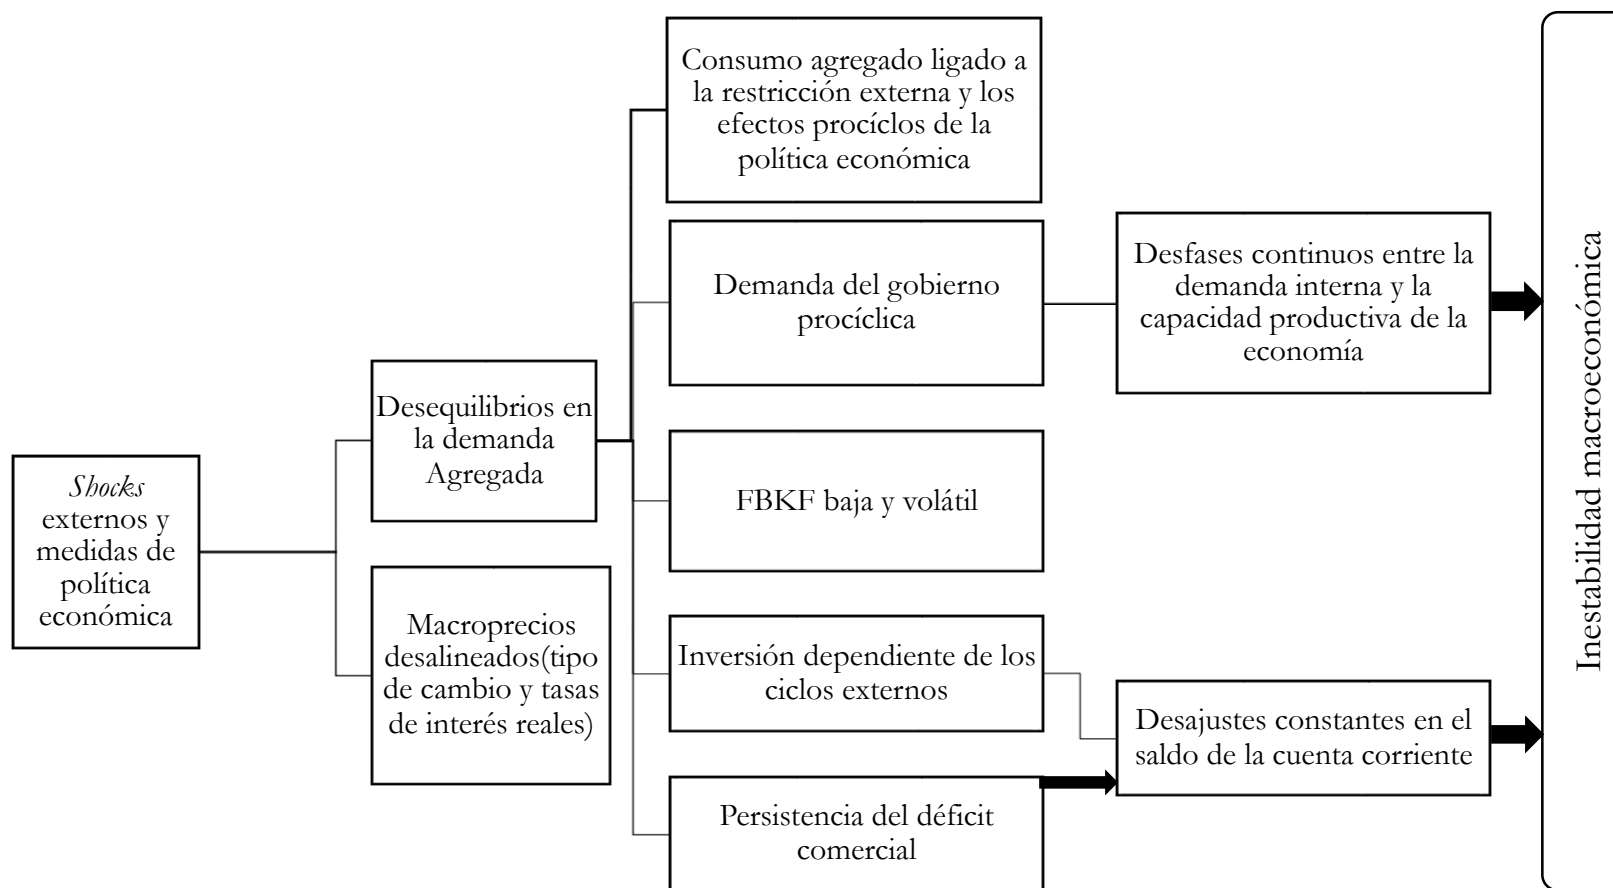 Shocks
externos y
medidas de
política
económica
Desequilibrios en
la demanda
Agregada
Macroprecios
desalineados(tipo
de cambio y tasas
de interés reales)
Consumo agregado ligado a
la restricción externa y los
efectos procíclos de la
política económica
Demanda del gobierno
procíclica
FBKF baja y volátil
Inversión dependiente de los
ciclos externos
Persistencia del déficit
comercial
Desfases continuos entre la
demanda interna y la
capacidad productiva de la
economía
Desajustes constantes en el
saldo de la cuenta corriente
Inestabilidad macroeconómica